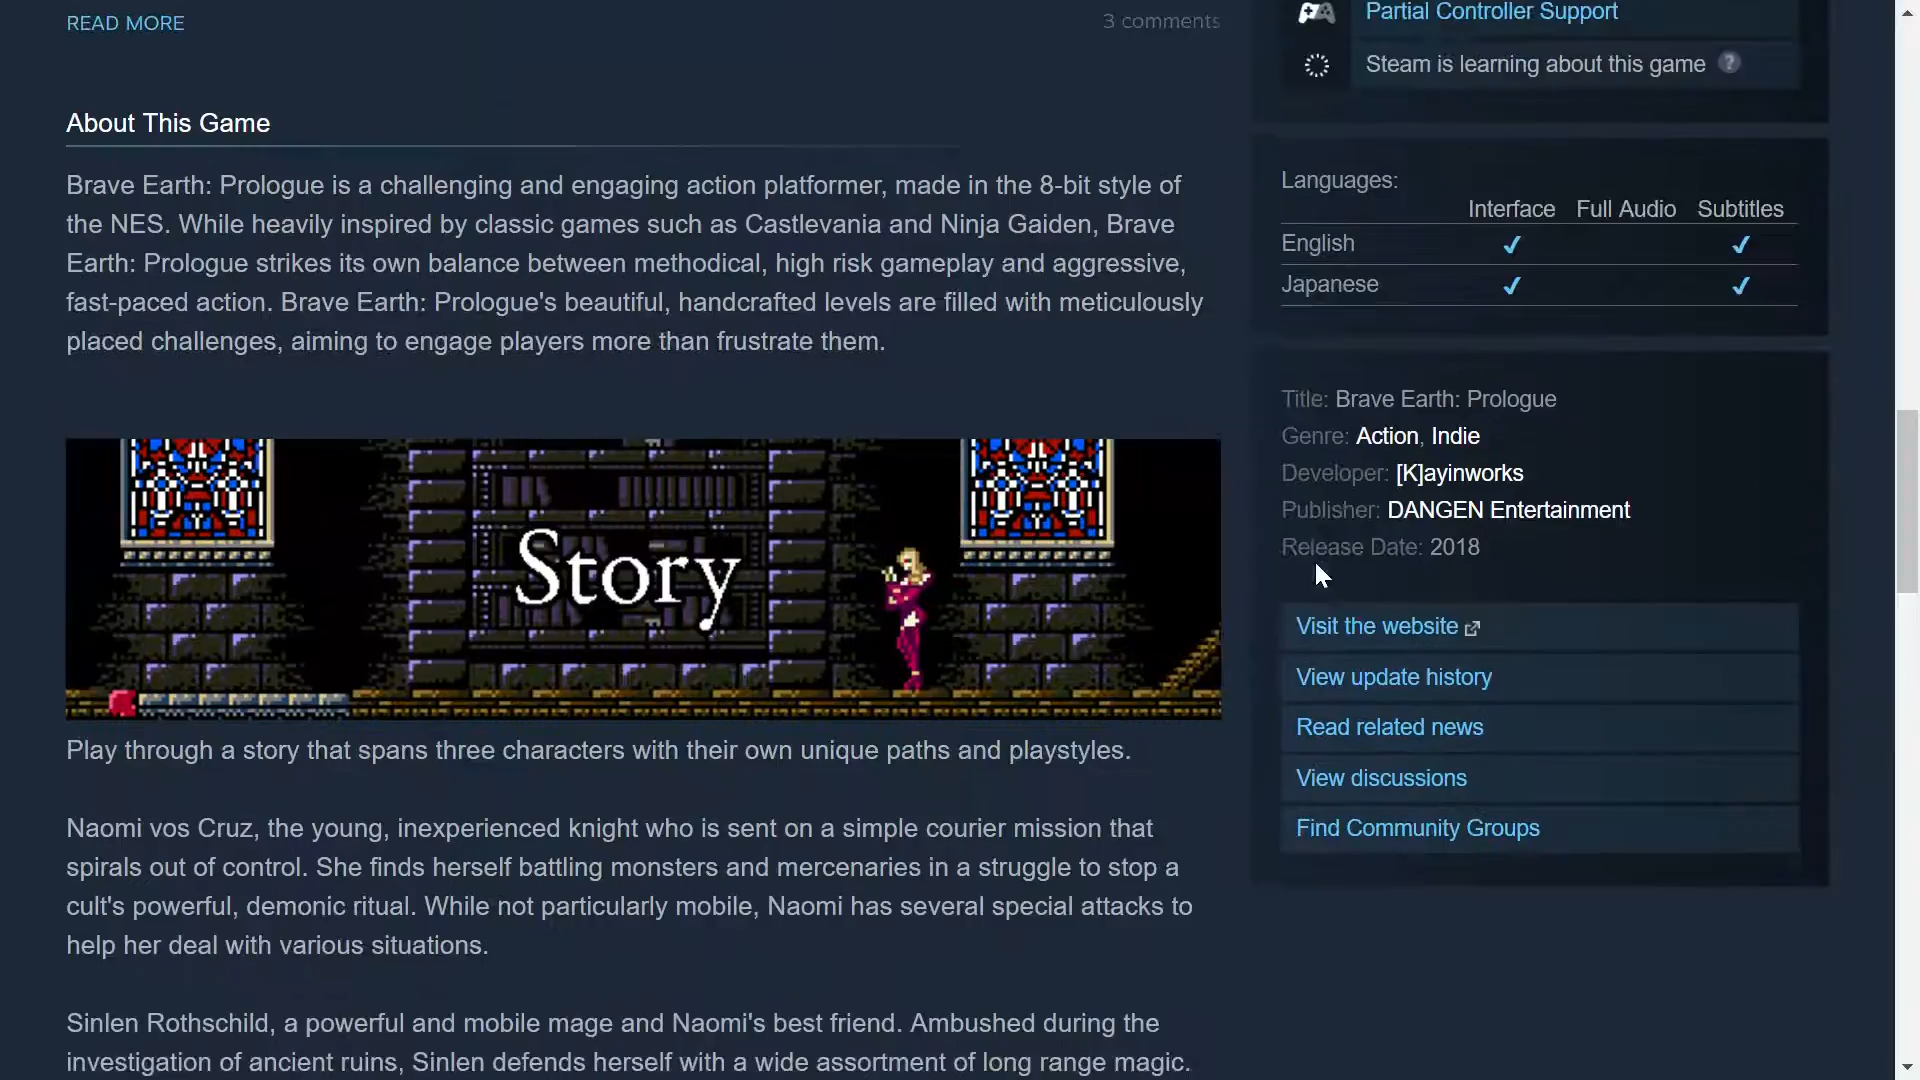 READ MORE
3 comments
About This Game
Brave Earth: Prologue is a challenging and engaging action platformer, made in the 8-bit style of
the NES. While heavily inspired by classic games such as Castlevania and Ninja Gaiden, Brave
Earth: Prologue strikes its own balance between methodical, high risk gameplay and aggressive,
fast-paced action. Brave Earth: Prologue's beautiful, handcrafted levels are filled with meticulously
placed challenges, aiming to engage players more than frustrate them.
Story
Play through a story that spans three characters with their own unique paths and playstyles.
Naomi vos Cruz, the young, inexperienced knight who is sent on a simple courier mission that
spirals out of control. She finds herself battling monsters and mercenaries in a struggle to stop a
cult's powerful, demonic ritual. While not particularly mobile, Naomi has several special attacks to
help her deal with various situations.
Sinlen Rothschild, a powerful and mobile mage and Naomi's best friend. Ambushed during the
investigation of ancient ruins, Sinlen defends herself with a wide assortment of long range magic.
Partial Controller Support
Steam is learning about this game ?
Languages:
Interface Full Audio Subtitles
English ✔ ✔
Japanese ✔ ✔
Title: Brave Earth: Prologue
Genre: Action, Indie
Developer: [K]ayinworks
Publisher: DANGEN Entertainment
Release Date: 2018
Visit the website
View update history
Read related news
View discussions
Find Community Groups